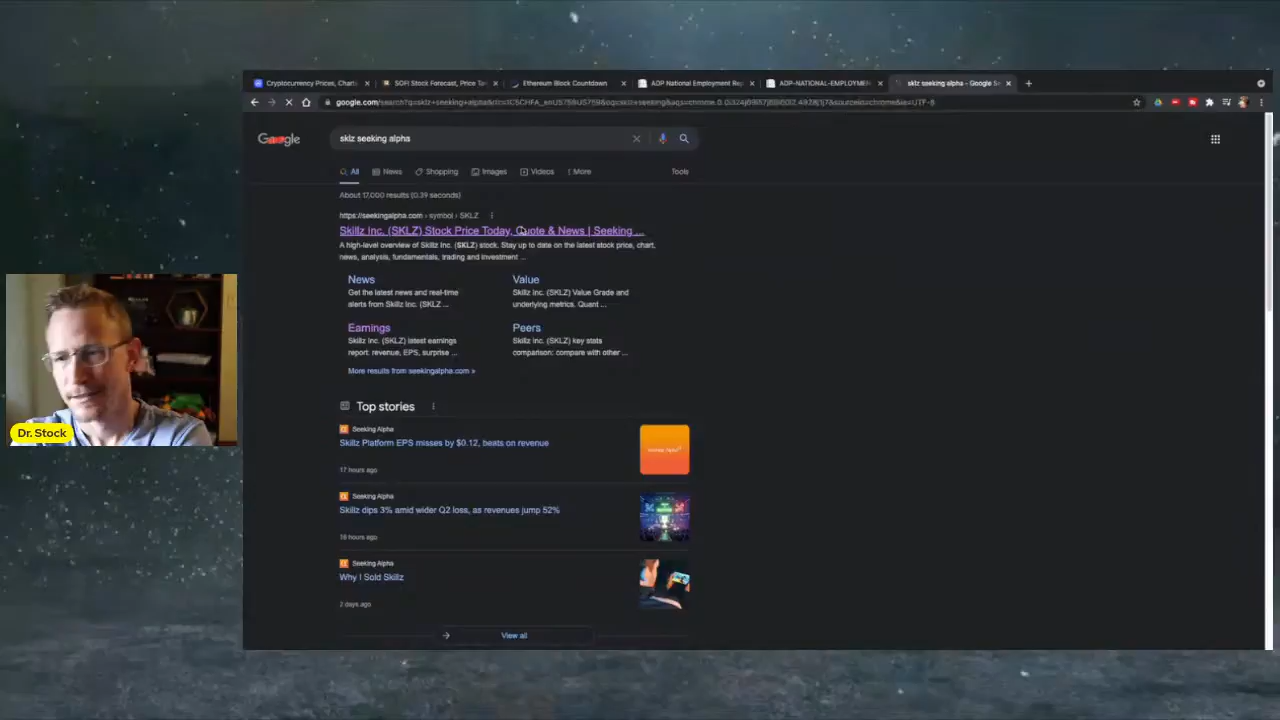 Cryptocurrency Prices, Chart
SOFI Stock Forecast, Price Ta
Ethereum Block Countdown
ADP National Employment Rep
ADP-NATIONAL-EMPLOYME
sklz seeking alpha - Google Se
sklz seeking alpha
Google
All
News
Shopping
Images
Videos
More
Tools
About 17,000 results (0.39 seconds)
https://seekingalpha.com › symbol › SKLZ
Skillz Inc. (SKLZ) Stock Price Today, Quote & News | Seeking ...
A high-level overview of Skillz Inc. (SKLZ) stock. Stay up to date on the latest stock price, chart,
news, analysis, fundamentals, trading and investment ...
News
Get the latest news and real-time
alerts from Skillz Inc. (SKLZ ...
Value
Skillz Inc. (SKLZ) Value Grade and
underlying metrics. Quant ...
Earnings
Skillz Inc. (SKLZ) latest earnings
report: revenue, EPS, surprise ...
Peers
Skillz Inc. (SKLZ) key stats
comparison: compare with other ...
More results from seekingalpha.com »
Top stories
Seeking Alpha
Skillz Platform EPS misses by $0.12, beats on revenue
17 hours ago
Seeking Alpha
Skillz dips 3% amid wider Q2 loss, as revenues jump 52%
16 hours ago
Seeking Alpha
Why I Sold Skillz
2 days ago
View all
Dr. Stock